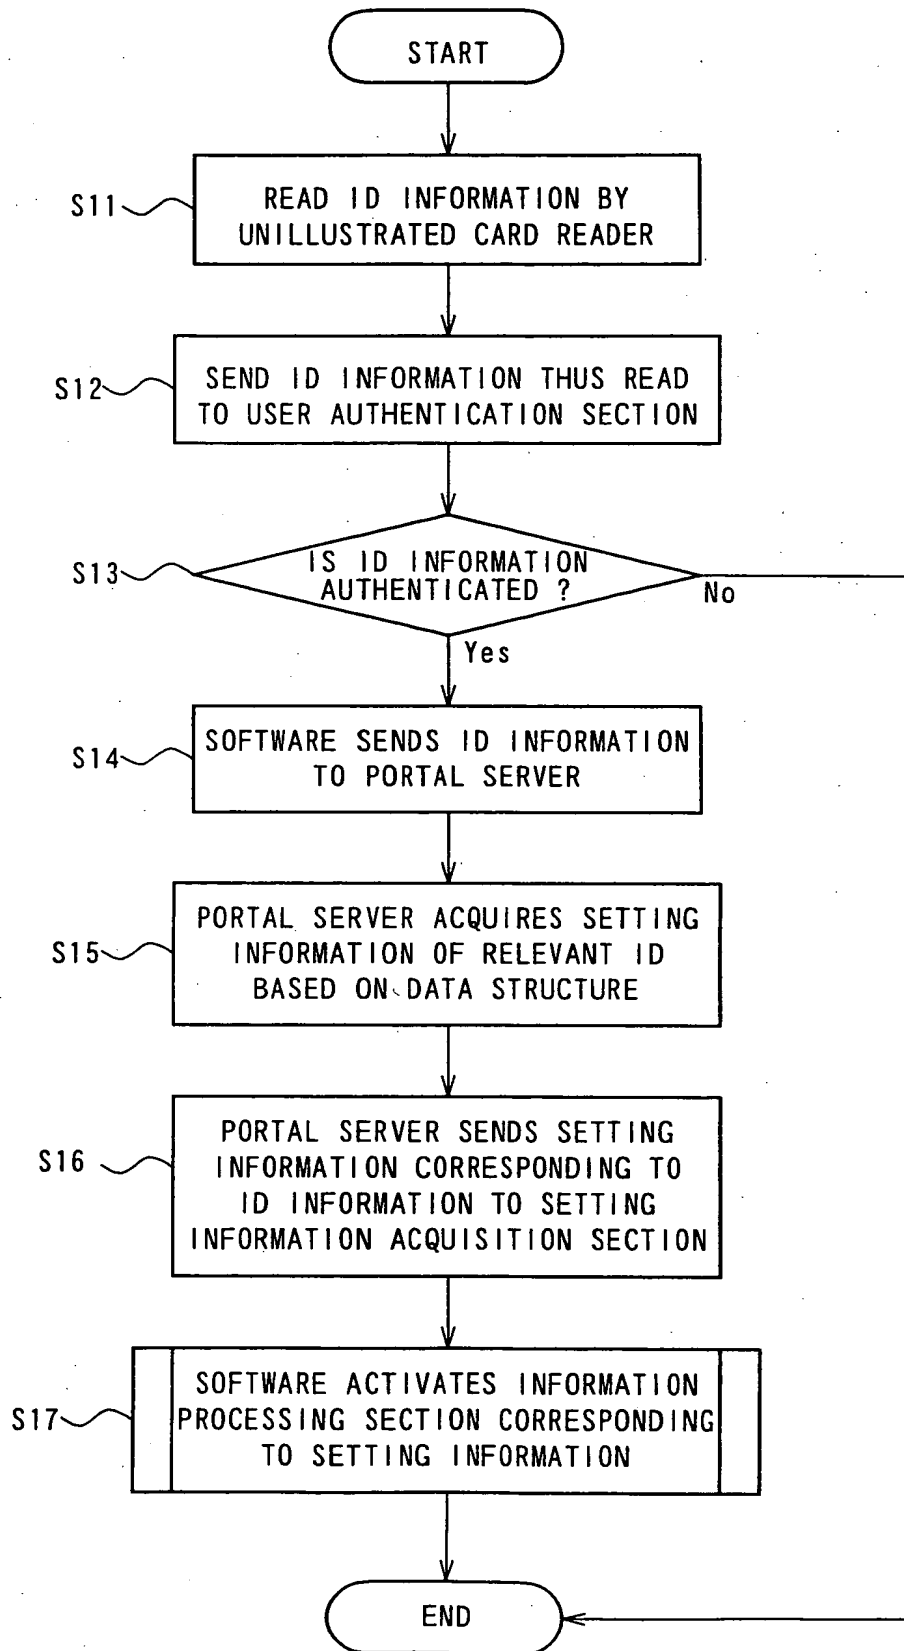 START
S11
READ ID INFORMATION BY
UNILLUSTRATED CARD READER
S12
SEND ID INFORMATION THUS READ
TO USER AUTHENTICATION SECTION
S13
IS ID INFORMATION
AUTHENTICATED ?
No
Yes
S14
SOFTWARE SENDS ID INFORMATION
TO PORTAL SERVER
S15
PORTAL SERVER ACQUIRES SETTING
INFORMATION OF RELEVANT ID
BASED ON DATA STRUCTURE
S16
PORTAL SERVER SENDS SETTING
INFORMATION CORRESPONDING TO
ID INFORMATION TO SETTING
INFORMATION ACQUISITION SECTION
S17
SOFTWARE ACTIVATES INFORMATION
PROCESSING SECTION CORRESPONDING
TO SETTING INFORMATION
END